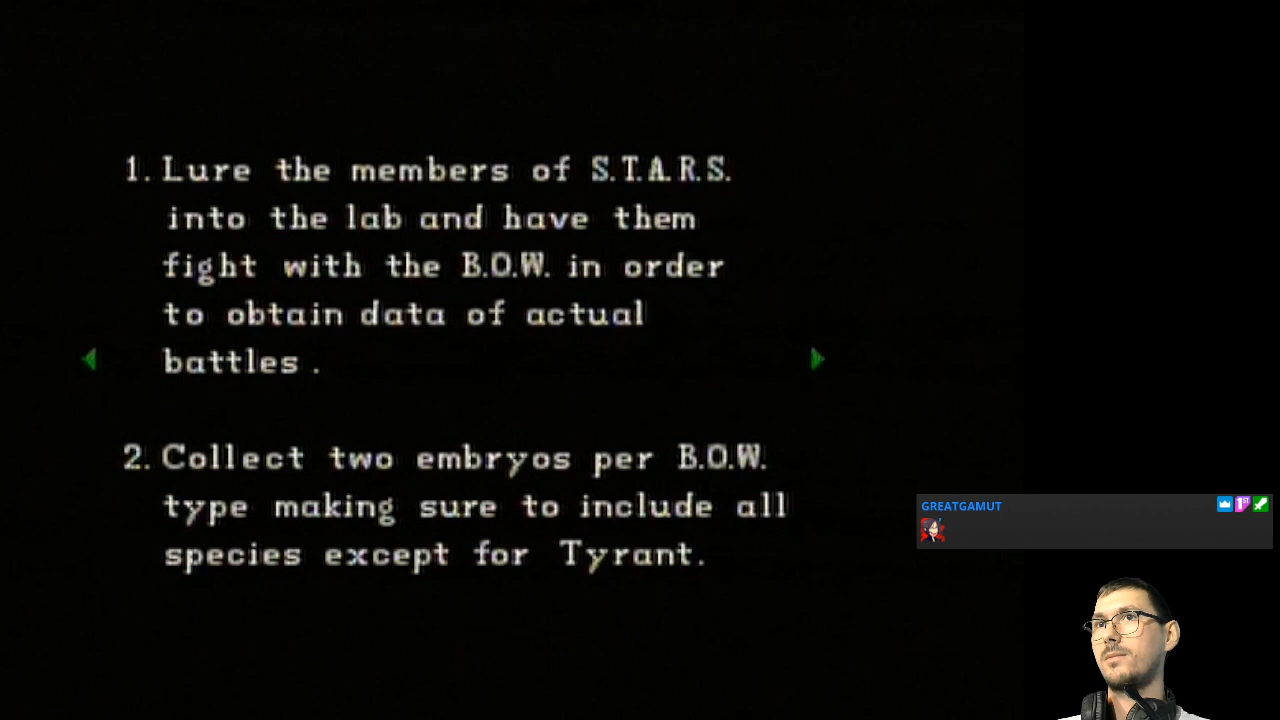 1. Lure the members of S.T.A.R.S.
into the lab and have them
fight with the B.O.W. in order
to obtain data of actual
battles.
2. Collect two embryos per B.O.W.
type making sure to include all
species except for Tyrant.
GREATGAMUT
1ST